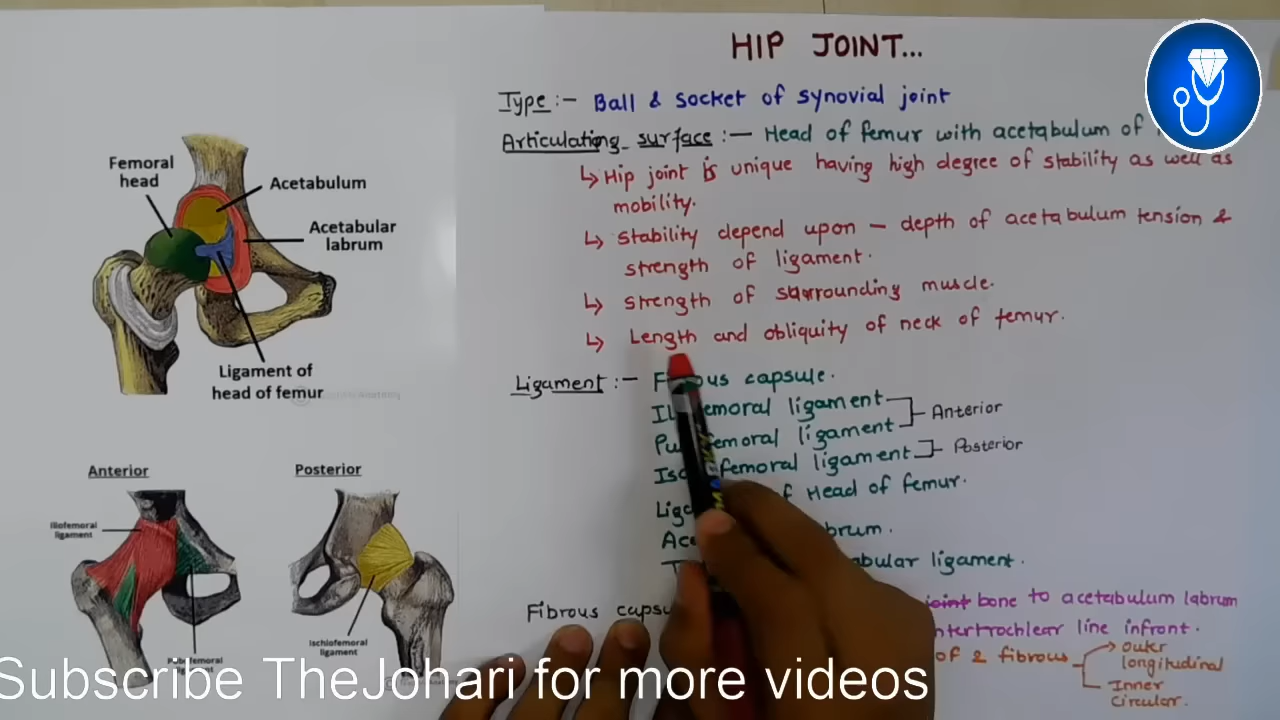 HIP JOINT...
Type :- Ball & socket of synovial joint
Articulating surface :- Head of femur with acetabulum of
↳ Hip joint is unique having high degree of stability as well as
mobility.
↳ Stability depend upon - depth of acetabulum tension &
strength of ligament.
↳ Strength of surrounding muscle.
↳ Length and obliquity of neck of femur.
Ligament :- Fibrous capsule.
femoral ligament
femoral ligament
Anterior
femoral ligament
Posterior
Head of femur.
abular ligament.
Fibrous
joint bone to acetabulum labrum
intertrochlear line infront.
of 2 fibrous
outer
longitudinal
Inner
circular.
Femoral
head
Acetabulum
Acetabular
labrum
Ligament of
head of femur
Anterior
Posterior
Iliofemoral
ligament
Ischiofemoral
ligament
Subscribe TheJohari for more videos